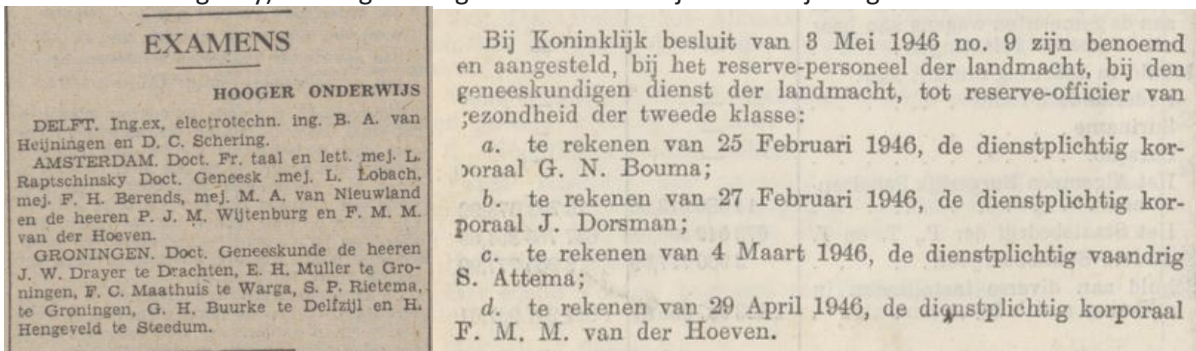 EXAMENS
HOOGER ONDERWIJS
DELFT. Ing.ex, electrotechn. ing. B. A. van
Heijningen en D. C. Schering.
AMSTERDAM. Doct. Fr. taal en lett. mej. L.
Raptschinsky Doct. Geneesk .mej. L. Lobach,
mej. F. H. Berends, mej. M. A. van Nieuwland
en de heeren P. J. M. Wijtenburg en F. M. M.
van der Hoeven.
GRONINGEN. Doct. Geneeskunde de heeren
J. W. Drayer te Drachten, E. H. Muller te Gro-
ningen, F. C. Maathuis te Warga, S. P. Rietema,
te Groningen, G. H. Buurke te Delfzijl en H.
Hengeveld te Steedum.
Bij Koninklijk besluit van 3 Mei 1946 no. 9 zijn benoemd
en aangesteld, bij het reserve-personeel der landmacht, bij den
geneeskundigen dienst der landmacht, tot reserve-officier van
gezondheid der tweede klasse:
a. te rekenen van 25 Februari 1946, de dienstplichtig kor-
poraal G. N. Bouma;
b. te rekenen van 27 Februari 1946, de dienstplichtig kor-
poraal J. Dorsman;
c. te rekenen van 4 Maart 1946, de dienstplichtig vaandrig
S. Attema;
d. te rekenen van 29 April 1946, de dienstplichtig korporaal
F. M. M. van der Hoeven.